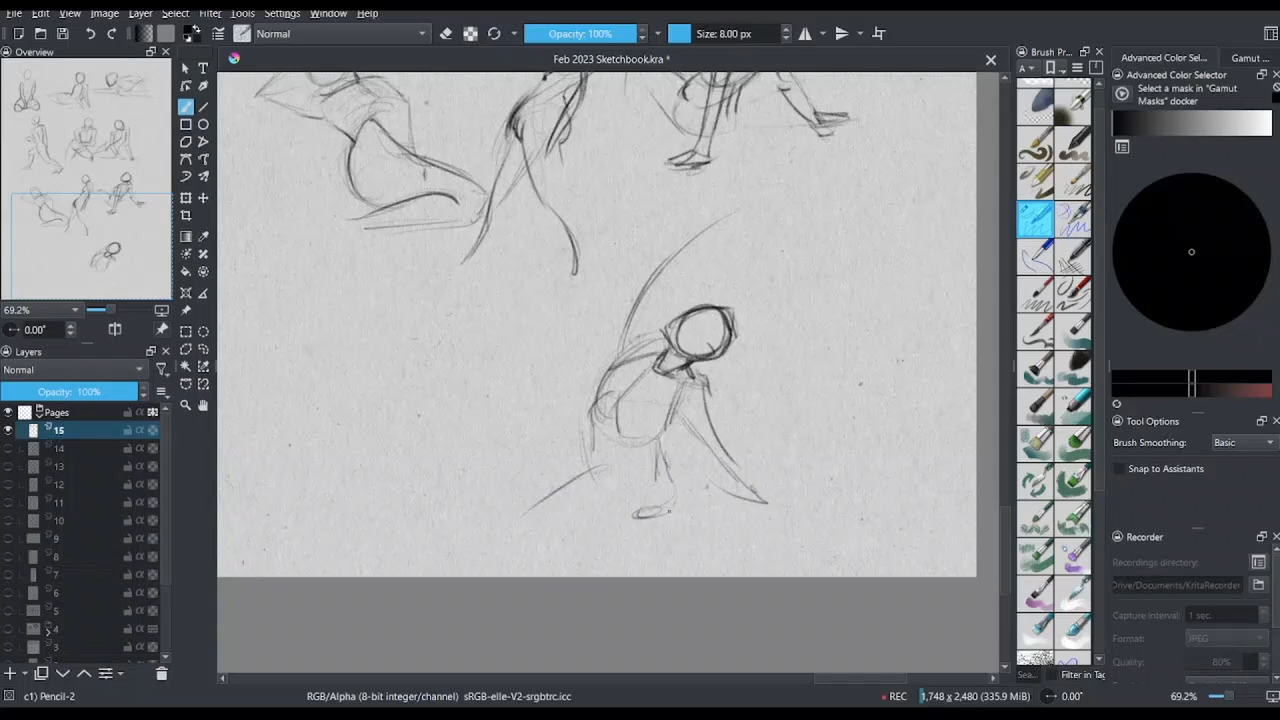 File Edit View Image Layer Select Filter Tools Settings Window Help
Normal
Opacity: 100%
Size: 8.00 px
Overview
Feb 2023 Sketchbook.kra *
Brush Pr...
Advanced Color Sel...
Gamut ...
Advanced Color Selector
Select a mask in "Gamut
Masks" docker
69.2%
0.00°
Layers
Normal
Opacity: 100%
Pages
15
14
13
12
11
10
9
8
7
6
5
4
3
Tool Options
Brush Smoothing:
Basic
Snap to Assistants
Recorder
Recordings directory:
Drive/Documents/KritaRecorder
Capture interval:
1 sec.
Format:
JPEG
Quality:
80%
Sea...
Filter in Tag
c1) Pencil-2
RGB/Alpha (8-bit integer/channel) sRGB-elle-V2-srgbtrc.icc
REC
1,748 x 2,480 (335.9 MiB)
0.00°
69.2%